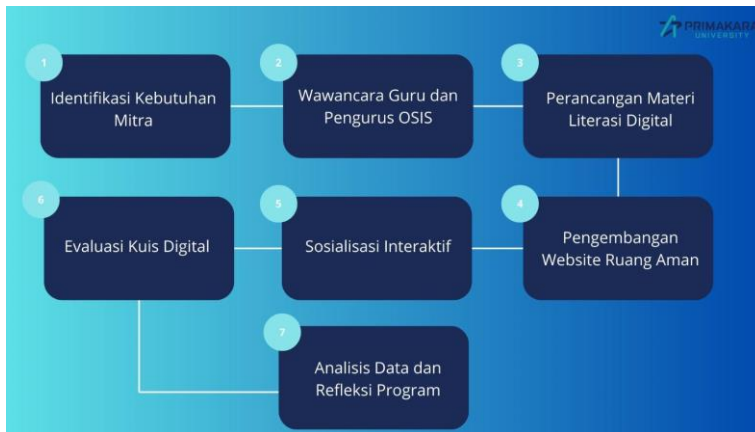 PRIMAKARA
UNIVERSITY
1
Identifikasi Kebutuhan
Mitra
2
Wawancara Guru dan
Pengurus OSIS
3
Perancangan Materi
Literasi Digital
4
Pengembangan
Website Ruang Aman
5
Sosialisasi Interaktif
6
Evaluasi Kuis Digital
7
Analisis Data dan
Refleksi Program